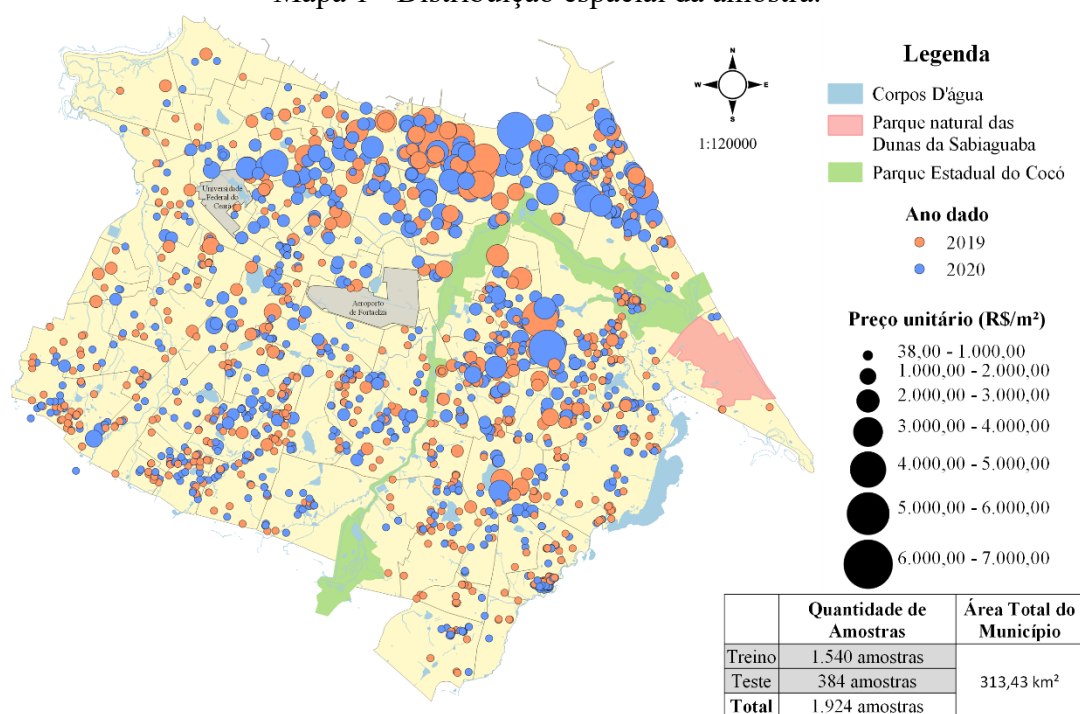 Mapa 1 - Distribuição espacial da amostra.
N
W
E
S
1:120000
Legenda
Corpos D'água
Parque natural das
Dunas da Sabiaguaba
Parque Estadual do Cocó
Ano dado
2019
2020
Preço unitário (R$/m²)
38,00 - 1.000,00
1.000,00 - 2.000,00
2.000,00 - 3.000,00
3.000,00 - 4.000,00
4.000,00 - 5.000,00
5.000,00 - 6.000,00
6.000,00 - 7.000,00
Universidade
Federal do
Ceará
Aeroporto
de Fortaleza
Quantidade de
Amostras
Área Total do
Município
Treino 1.540 amostras
Teste 384 amostras
313,43 km²
Total 1.924 amostras